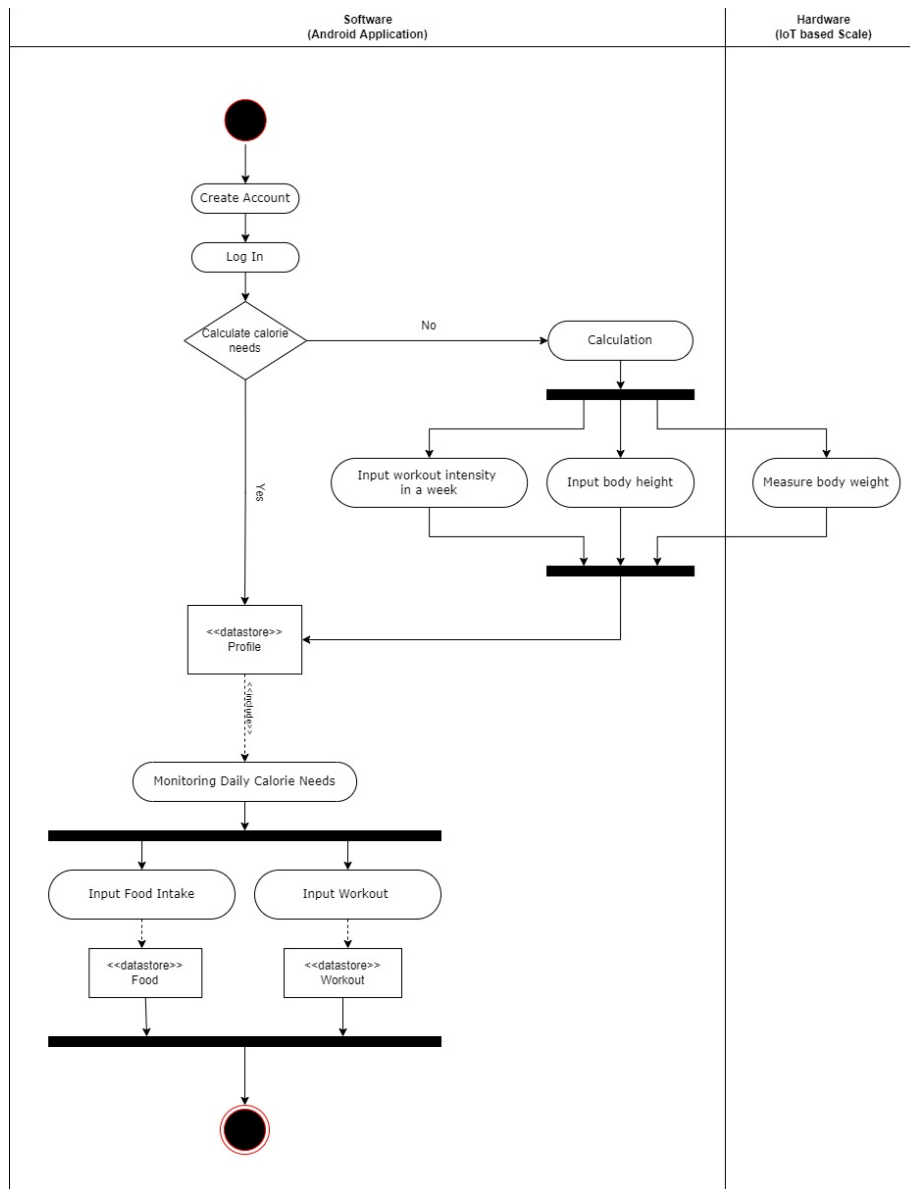 Software
(Android Application)
Hardware
(IoT based Scale)
Create Account
Log In
Calculate calorie
needs
No
Calculation
Input workout intensity
in a week
Input body height
Measure body weight
Yes
<<datastore>>
Profile
<<include>>
Monitoring Daily Calorie Needs
Input Food Intake
Input Workout
<<datastore>>
Food
<<datastore>>
Workout